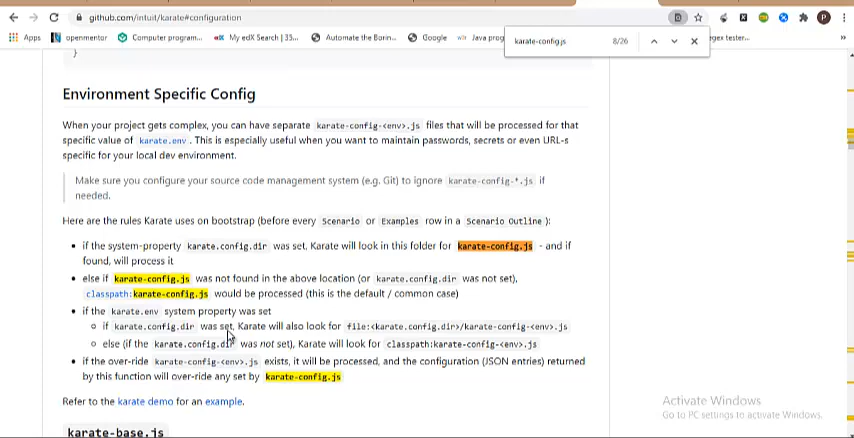 github.com/intuit/karate#configuration
P
Apps openmentor Computer program... My edX Search | 35... Automate the Borin... Google Java prog gex tester... »
karate-config.js 8/26
}
Environment Specific Config
When your project gets complex, you can have separate karate-config-<env>.js files that will be processed for that
specific value of karate.env . This is especially useful when you want to maintain passwords, secrets or even URL-s
specific for your local dev environment.
Make sure you configure your source code management system (e.g. Git) to ignore karate-config-*.js if
needed.
Here are the rules Karate uses on bootstrap (before every Scenario or Examples row in a Scenario Outline ):
• if the system-property karate.config.dir was set, Karate will look in this folder for karate-config.js - and if
found, will process it
• else if karate-config.js was not found in the above location (or karate.config.dir was not set),
classpath:karate-config.js would be processed (this is the default / common case)
• if the karate.env system property was set
◦ if karate.config.dir was set, Karate will also look for file:<karate.config.dir>/karate-config-<env>.js
◦ else (if the karate.config.dir was not set), Karate will look for classpath:karate-config-<env>.js
• if the over-ride karate-config-<env>.js exists, it will be processed, and the configuration (JSON entries) returned
by this function will over-ride any set by karate-config.js
Refer to the karate demo for an example.
karate-base.js
Activate Windows
Go to PC settings to activate Windows.